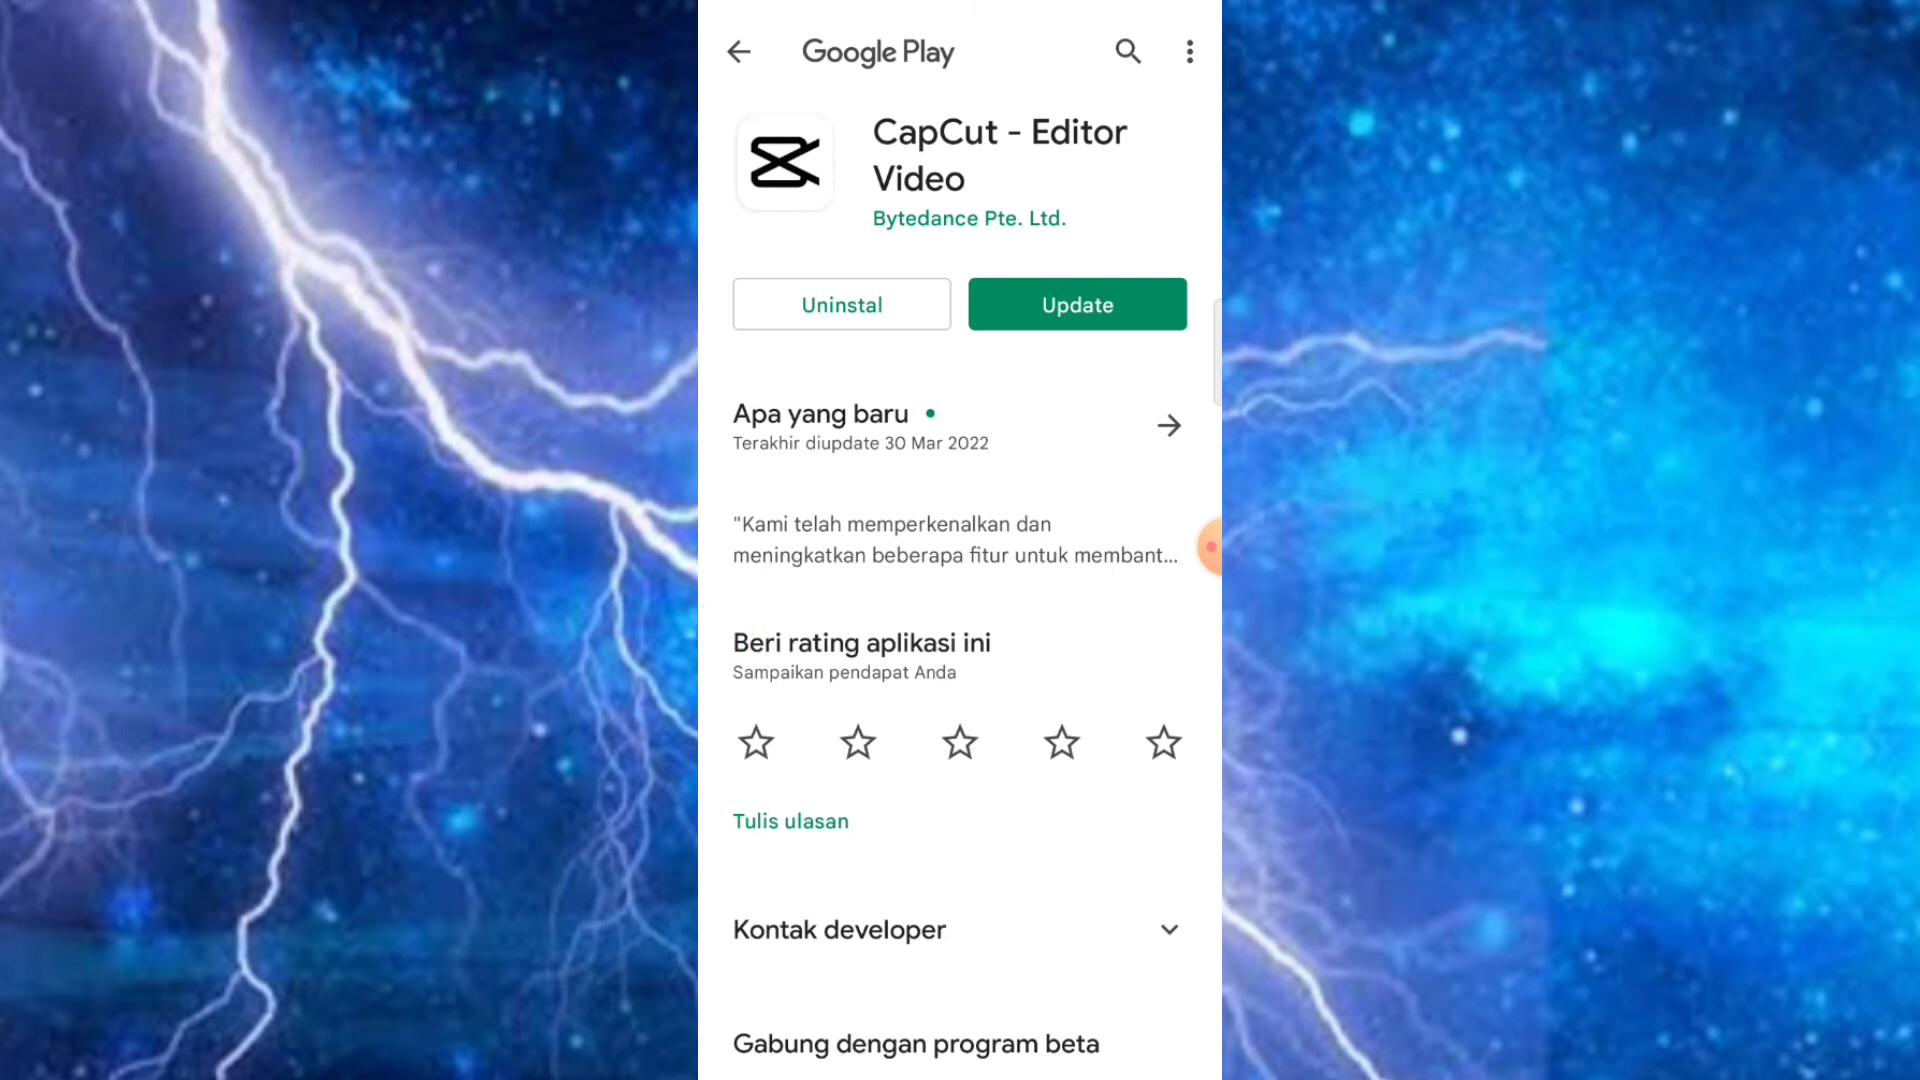 Google Play
CapCut - Editor
Video
Bytedance Pte. Ltd.
Uninstal
Update
Apa yang baru
Terakhir diupdate 30 Mar 2022
"Kami telah memperkenalkan dan
meningkatkan beberapa fitur untuk membant...
Beri rating aplikasi ini
Sampaikan pendapat Anda
Tulis ulasan
Kontak developer
Gabung dengan program beta